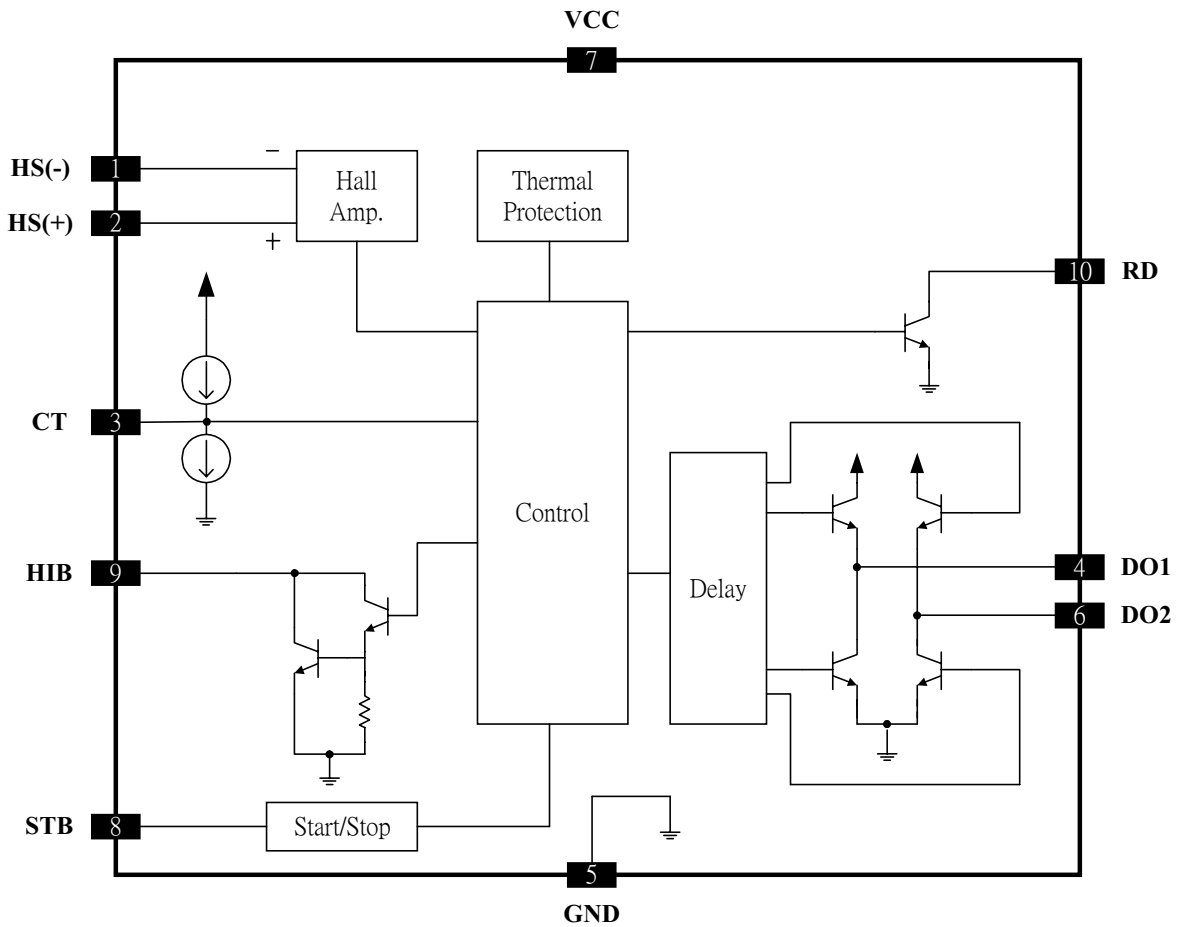 VCC
7
HS(-)
1
−
Hall
Amp.
Thermal
Protection
HS(+)
2
+
10
RD
CT
3
Control
HIB
9
Delay
4
DO1
6
DO2
STB
8
Start/Stop
5
GND